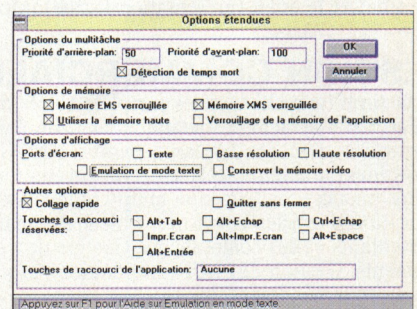 Options étendues
Options du multitâche
Priorité d'arrière-plan: 50 Priorité d'avant-plan: 100 OK
Détection de temps mort Annuler
Options de mémoire
Mémoire EMS verrouillée Mémoire XMS verrouillée
Utiliser la mémoire haute Verrouillage de la mémoire de l'application
Options d'affichage
Ports d'écran: Texte Basse résolution Haute résolution
Emulation de mode texte Conserver la mémoire vidéo
Autres options
Collage rapide Quitter sans fermer
Touches de raccourci Alt+Tab Alt+Echap Ctrl+Echap
réservées: Impr.Ecran Alt+Impr.Ecran Alt+Espace
Alt+Entrée
Touches de raccourci de l'application: Aucune
Appuyez sur F1 pour l'Aide sur Emulation en mode texte.